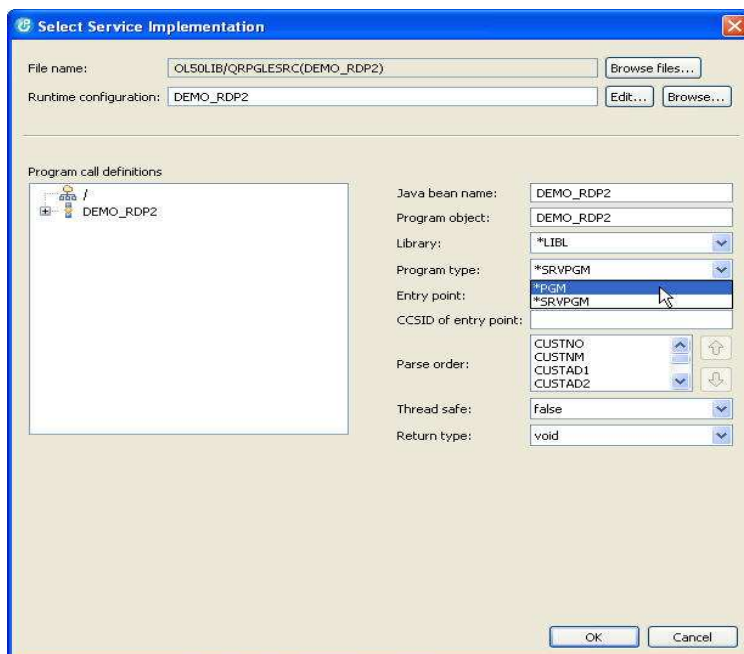 Select Service Implementation
File name: OL50LIB/QRPGLESRC(DEMO_RDP2) Browse files...
Runtime configuration: DEMO_RDP2 Edit... Browse...
Program call definitions
/
DEMO_RDP2
Java bean name: DEMO_RDP2
Program object: DEMO_RDP2
Library: *LIBL
Program type: *SRVPGM
*PGM
Entry point: *SRVPGM
CCSID of entry point:
Parse order: CUSTNO
CUSTNM
CUSTAD1
CUSTAD2
Thread safe: false
Return type: void
OK Cancel